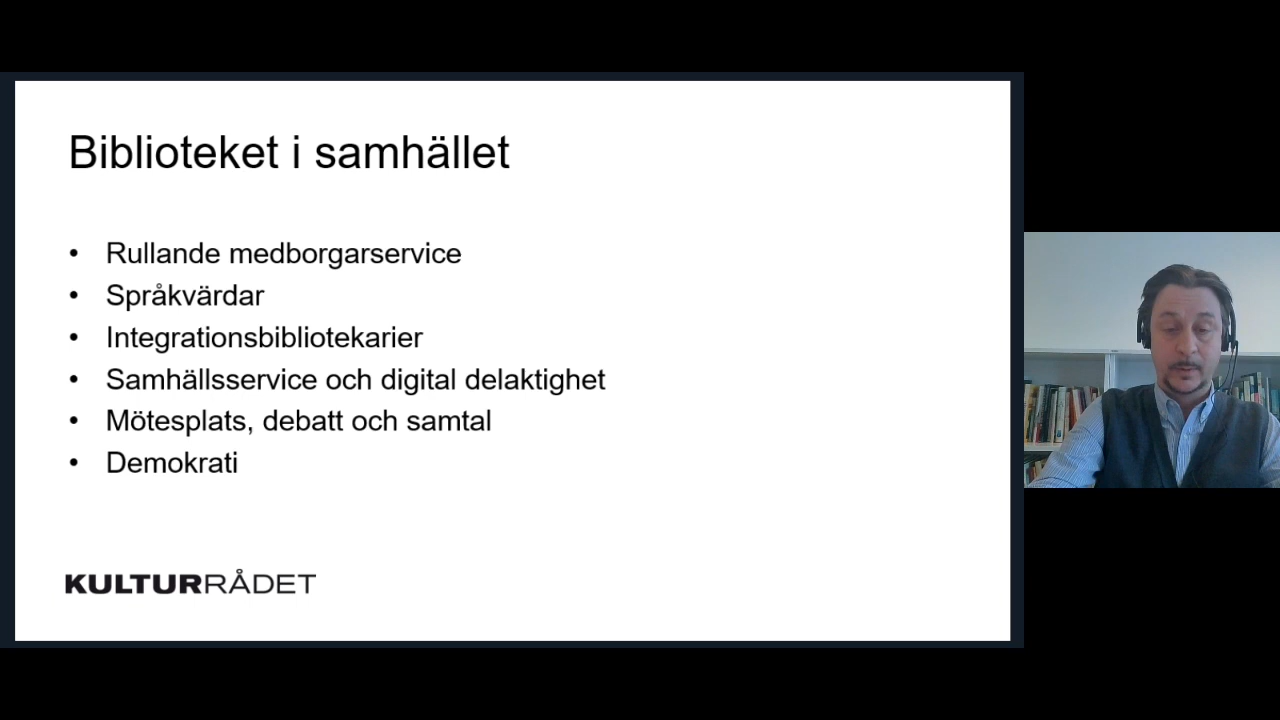 Biblioteket i samhället
• Rullande medborgarservice
• Språkvärdar
• Integrationsbibliotekarier
• Samhällsservice och digital delaktighet
• Mötesplats, debatt och samtal
• Demokrati
KULTURRÅDET